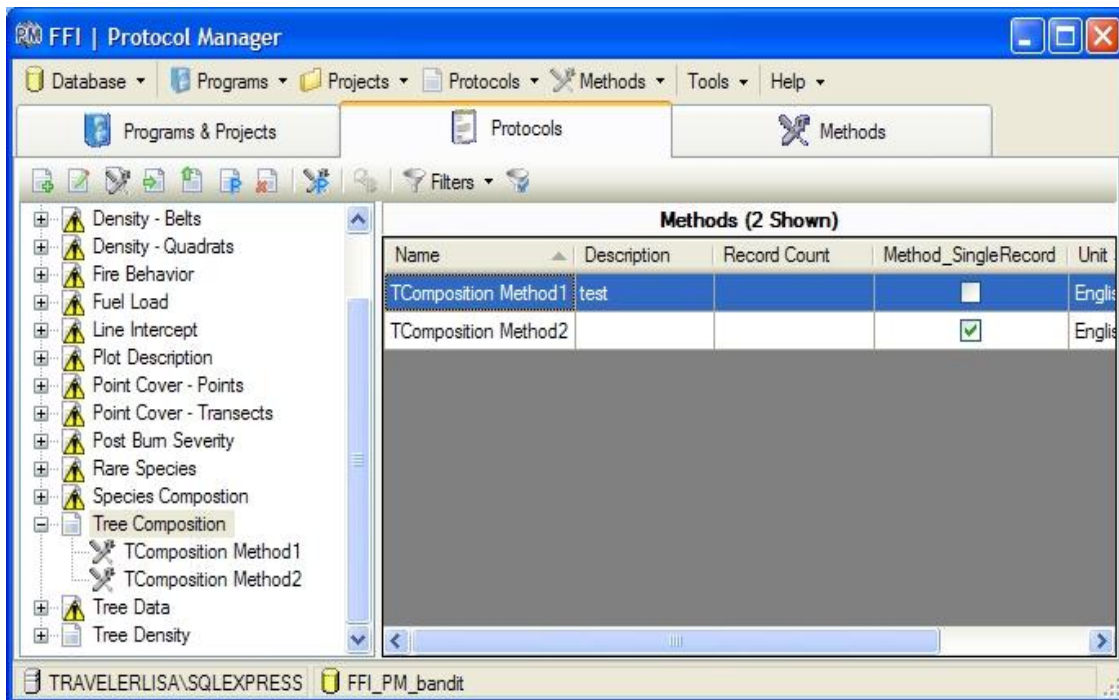 FFI | Protocol Manager
Database Programs Projects Protocols Methods Tools Help
Programs & Projects Protocols Methods
Filters
Density - Belts
Density - Quadrats
Fire Behavior
Fuel Load
Line Intercept
Plot Description
Point Cover - Points
Point Cover - Transects
Post Burn Severity
Rare Species
Species Compostion
Tree Composition
TComposition Method1
TComposition Method2
Tree Data
Tree Density
Methods (2 Shown)
Name Description Record Count Method_SingleRecord Unit
TComposition Method1 test Englis
TComposition Method2 Englis
TRAVELERLISA\SQLEXPRESS FFI_PM_bandit